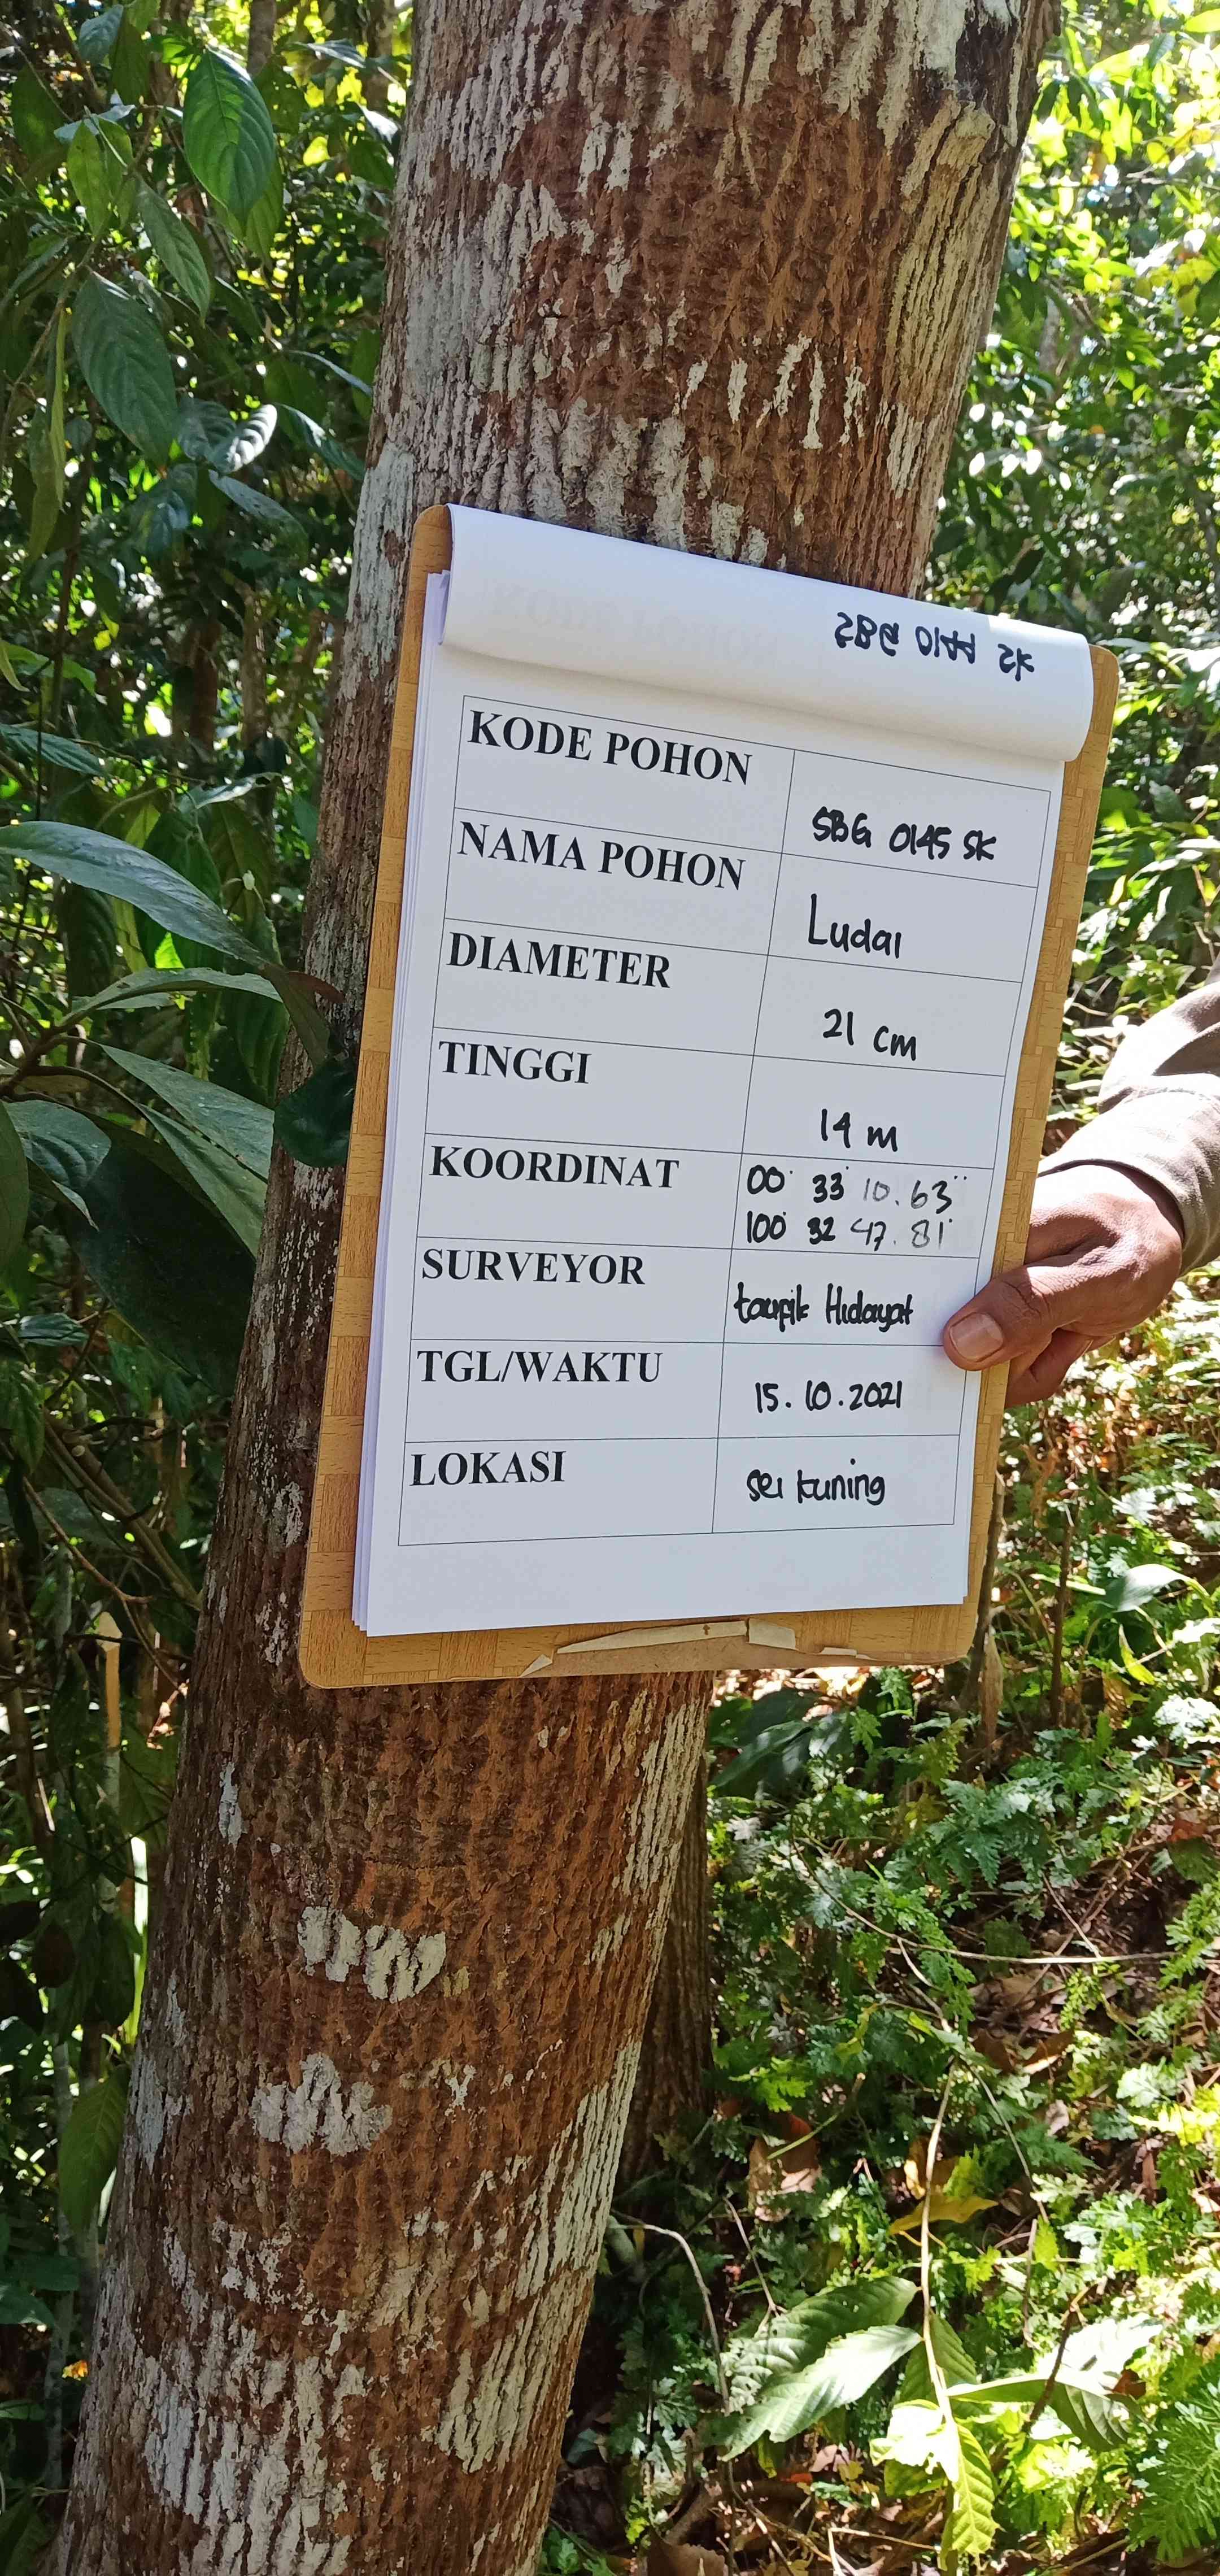 SBG 0144 SK
KODE POHON SBG 0145 SK
NAMA POHON Ludai
DIAMETER 21 cm
TINGGI 14 m
KOORDINAT 00° 33' 10.63"
100° 32' 47.81"
SURVEYOR taufik Hidayat
TGL/WAKTU 15.10.2021
LOKASI sei kuning